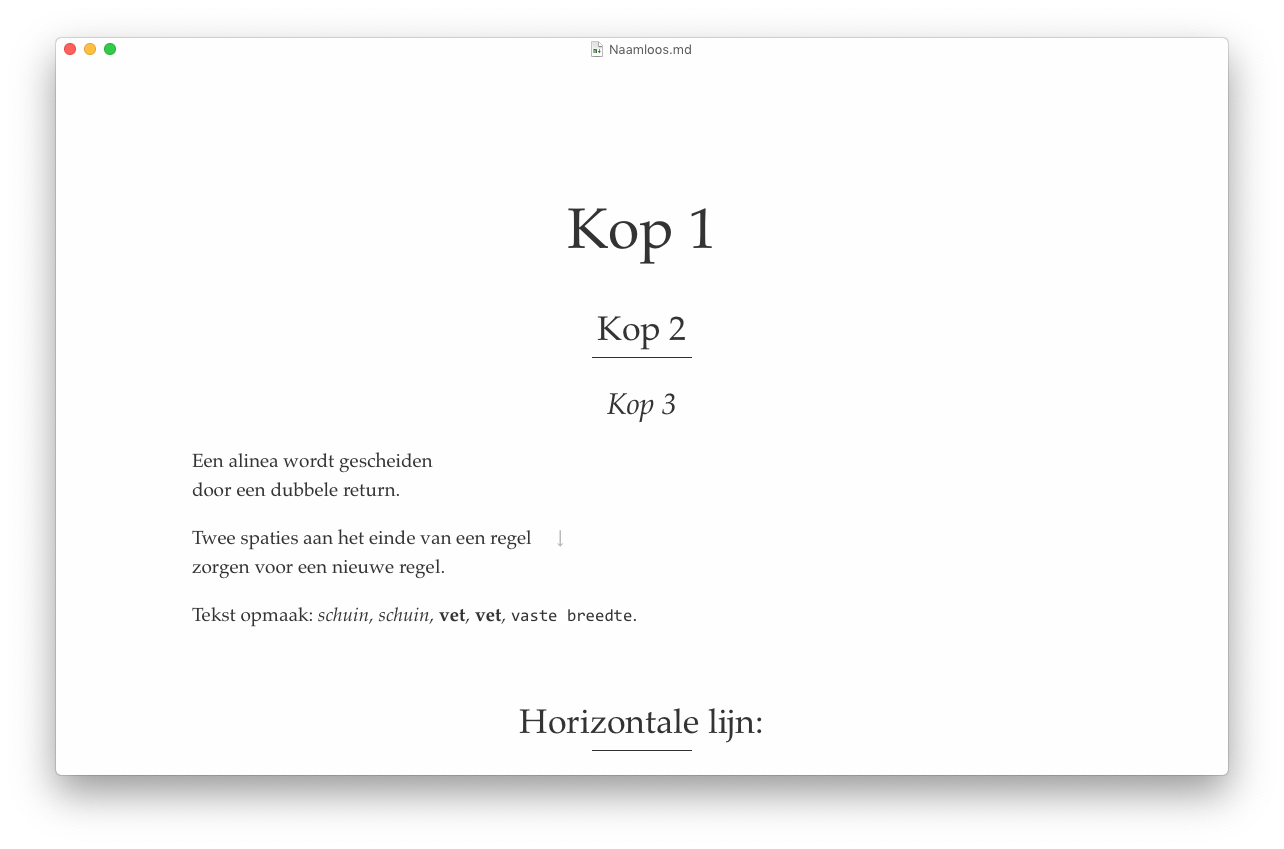 Naamloos.md
Kop 1
Kop 2
Kop 3
Een alinea wordt gescheiden
door een dubbele return.
Twee spaties aan het einde van een regel ↓
zorgen voor een nieuwe regel.
Tekst opmaak: schuin, schuin, vet, vet, vaste breedte.
Horizontale lijn: